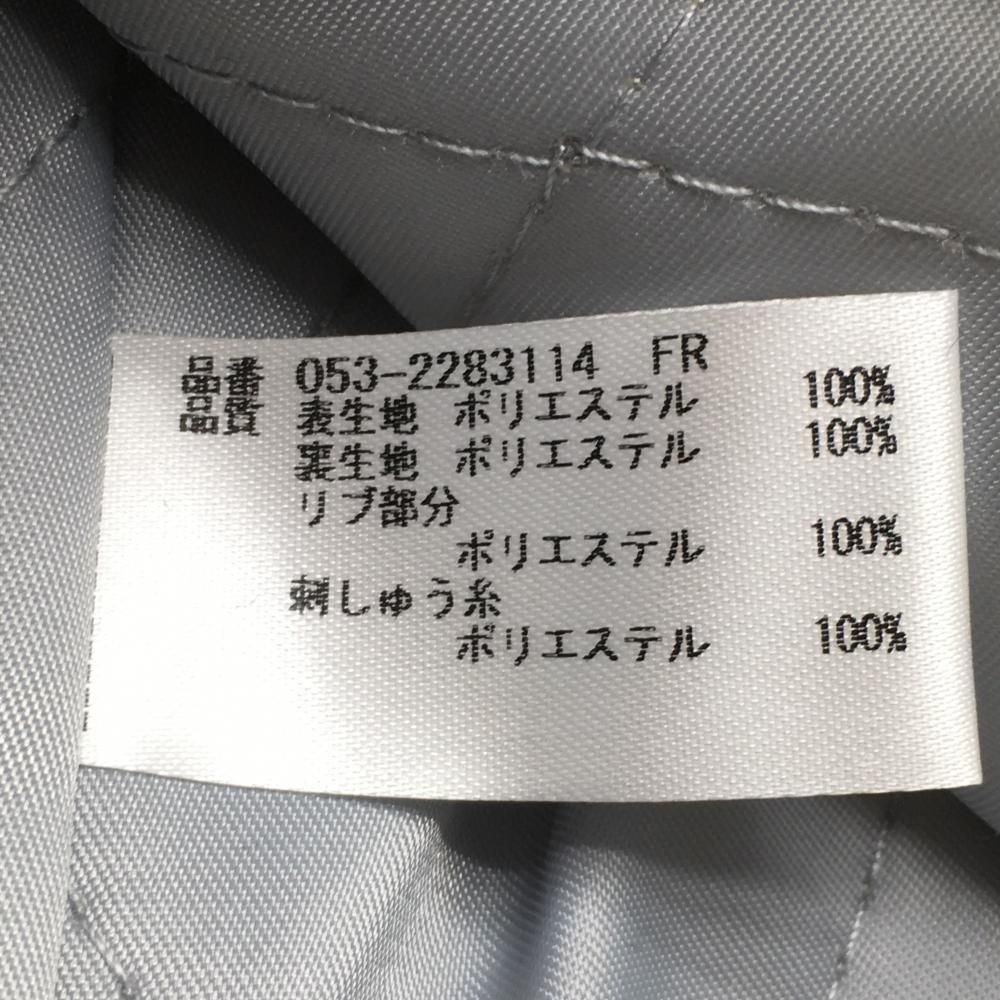 品番 053-2283114 FR
品質 表生地 ポリエステル 100%
裏生地 ポリエステル 100%
リブ部分
ポリエステル 100%
刺しゅう糸
ポリエステル 100%